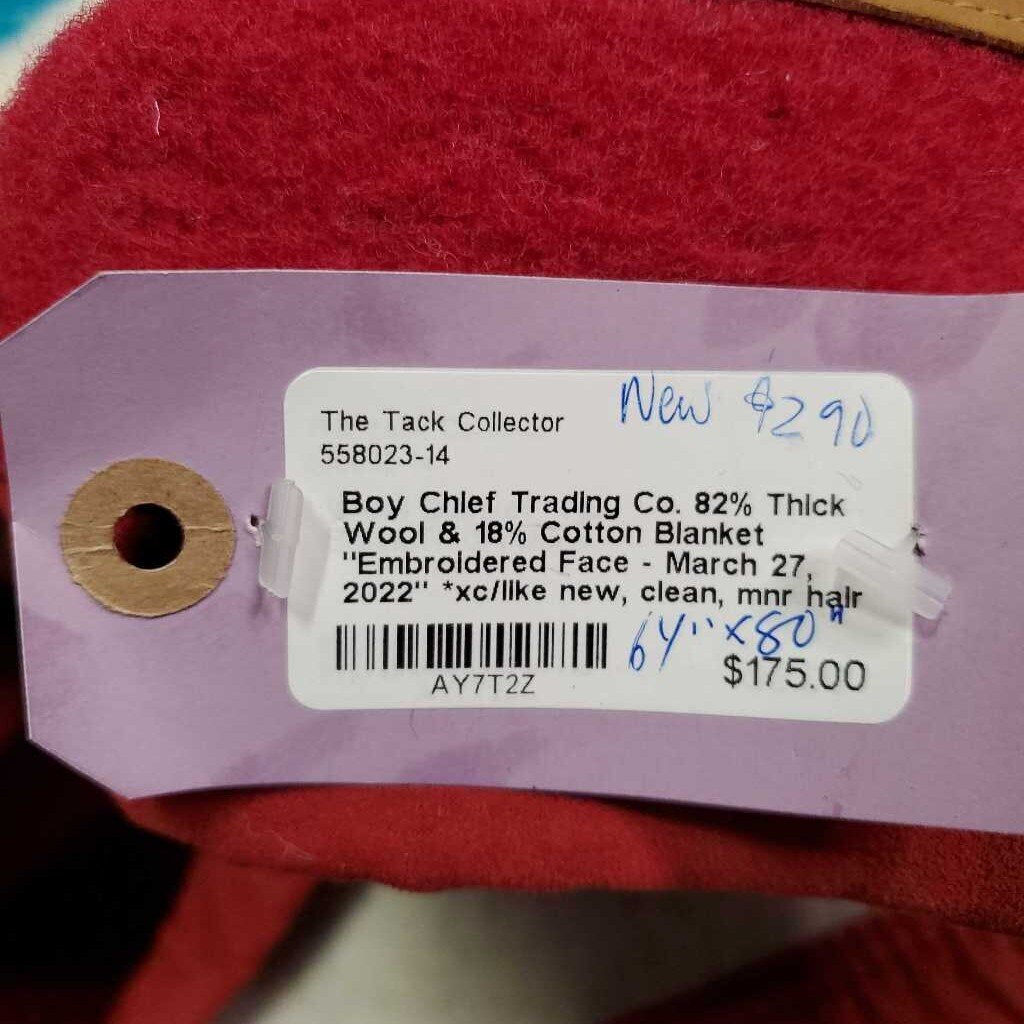 The Tack Collector
New $290
558023-14
Boy Chief Trading Co. 82% Thick
Wool & 18% Cotton Blanket
"Embroidered Face - March 27,
2022" *xc/like new, clean, mnr hair
64" x 80"
AY7T2Z
$175.00